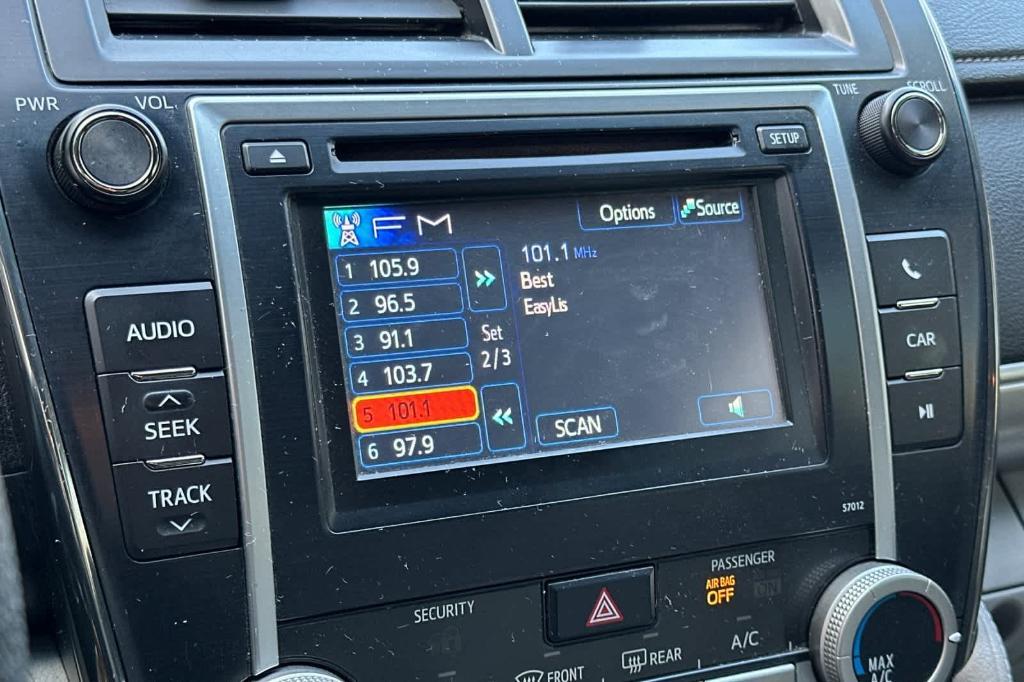 PWR VOL
TUNE SCROLL
SETUP
FM
Options
Source
1 105.9
2 96.5
3 91.1
4 103.7
5 101.1
6 97.9
Set
2/3
101.1 MHz
Best
EasyLis
SCAN
AUDIO
SEEK
TRACK
CAR
57012
PASSENGER
AIR BAG
OFF
ON
SECURITY
FRONT
REAR
A/C
MAX
A/C